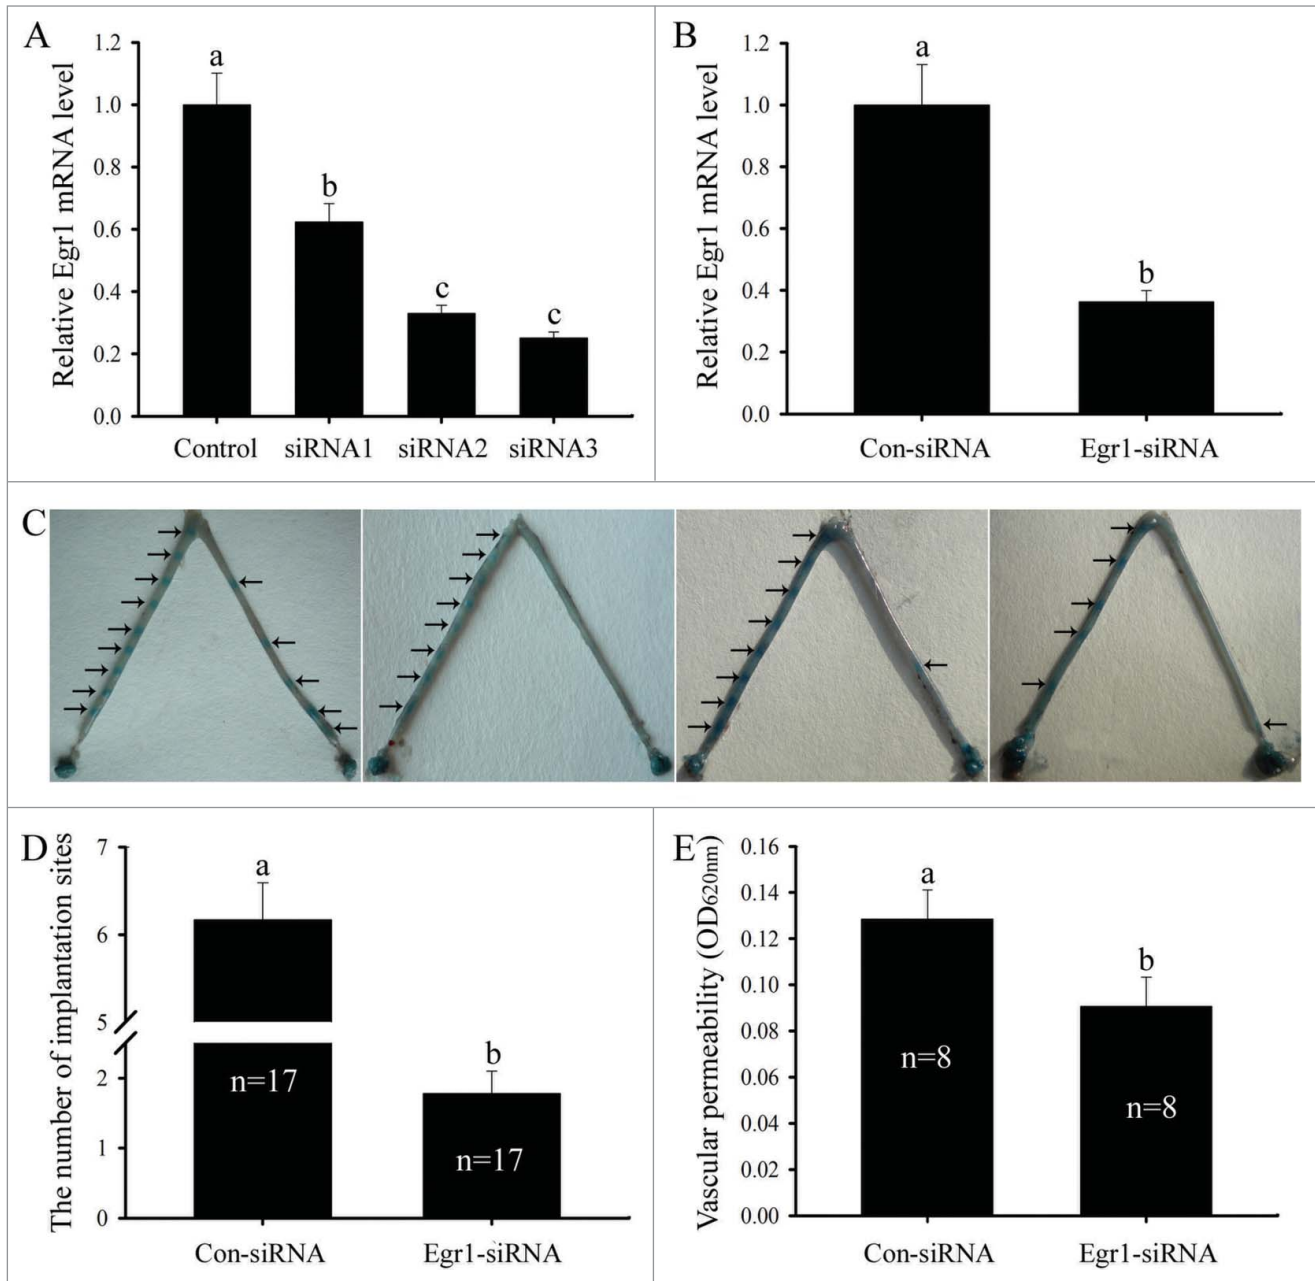 A
Relative Egr1 mRNA level
1.2
1.0
0.8
0.6
0.4
0.2
0.0
a
b
c
c
Control siRNA1 siRNA2 siRNA3
B
Relative Egr1 mRNA level
1.2
1.0
0.8
0.6
0.4
0.2
0.0
a
b
Con-siRNA Egr1-siRNA
C
D
The number of implantation sites
7
6
5
2
1
0
a
b
n=17
n=17
Con-siRNA Egr1-siRNA
E
Vascular permeability (OD620nm)
0.16
0.14
0.12
0.10
0.08
0.06
0.04
0.02
0.00
a
b
n=8
n=8
Con-siRNA Egr1-siRNA